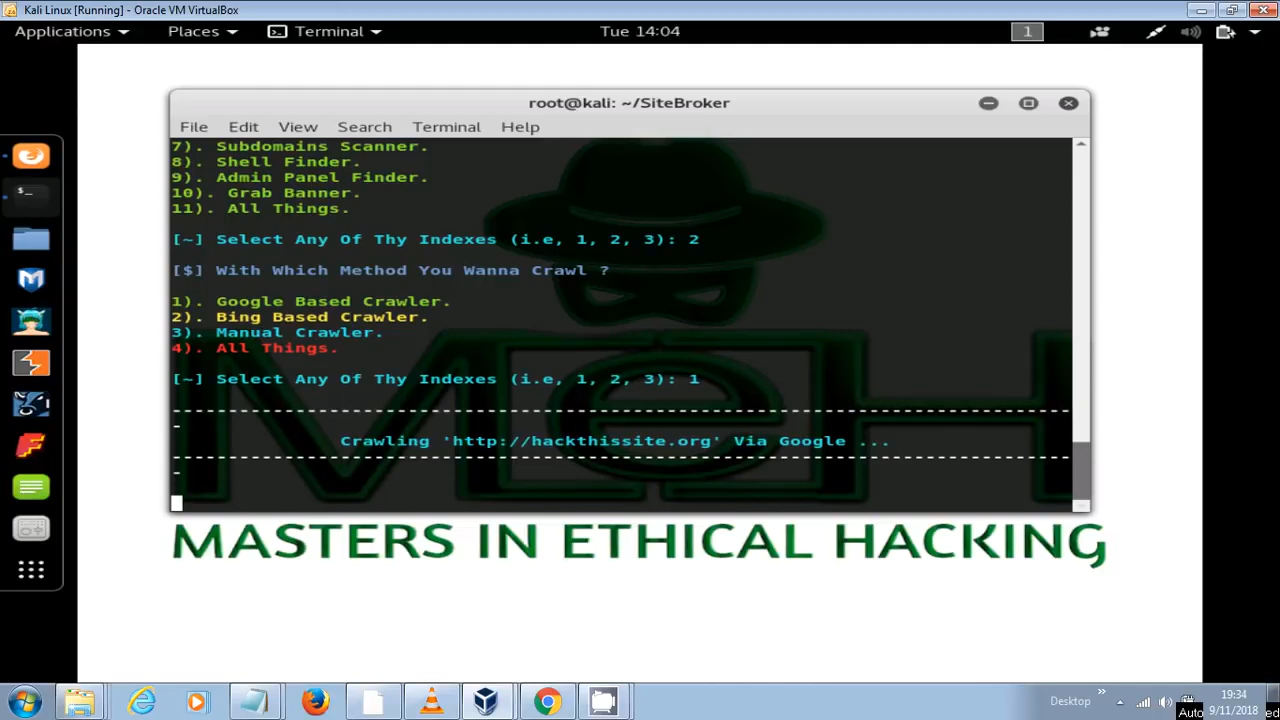 Kali Linux [Running] - Oracle VM VirtualBox
Applications Places Terminal Tue 14:04 1
root@kali: ~/SiteBroker
File Edit View Search Terminal Help
7). Subdomains Scanner.
8). Shell Finder.
9). Admin Panel Finder.
10). Grab Banner.
11). All Things.
[~] Select Any Of Thy Indexes (i.e, 1, 2, 3): 2
[$] With Which Method You Wanna Crawl ?
1). Google Based Crawler.
2). Bing Based Crawler.
3). Manual Crawler.
4). All Things.
[~] Select Any Of Thy Indexes (i.e, 1, 2, 3): 1
Crawling 'http://hackthissite.org' Via Google ...
MeH
MASTERS IN ETHICAL HACKING
Desktop
19:34
9/11/2018